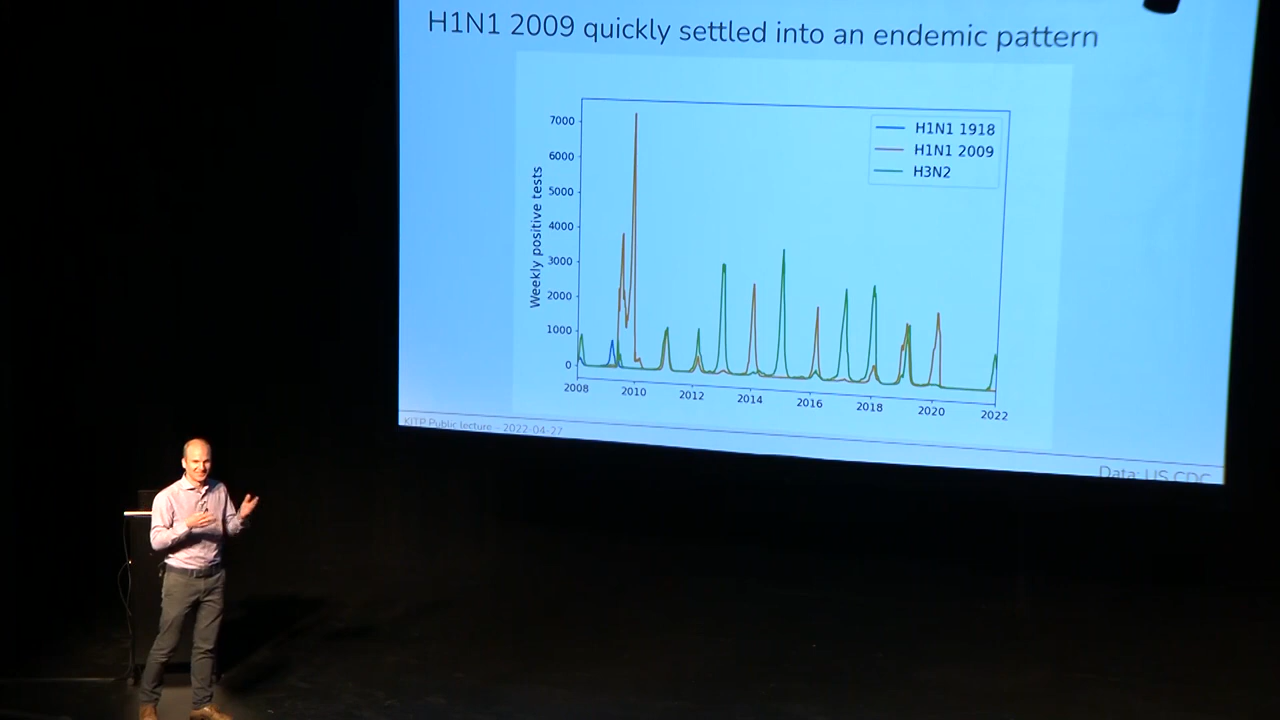 H1N1 2009 quickly settled into an endemic pattern
H1N1 1918
H1N1 2009
H3N2
Weekly positive tests
7000
6000
5000
4000
3000
2000
1000
0
2008
2010
2012
2014
2016
2018
2020
2022
KITP Public lecture - 2022-04-27
Data: US CDC